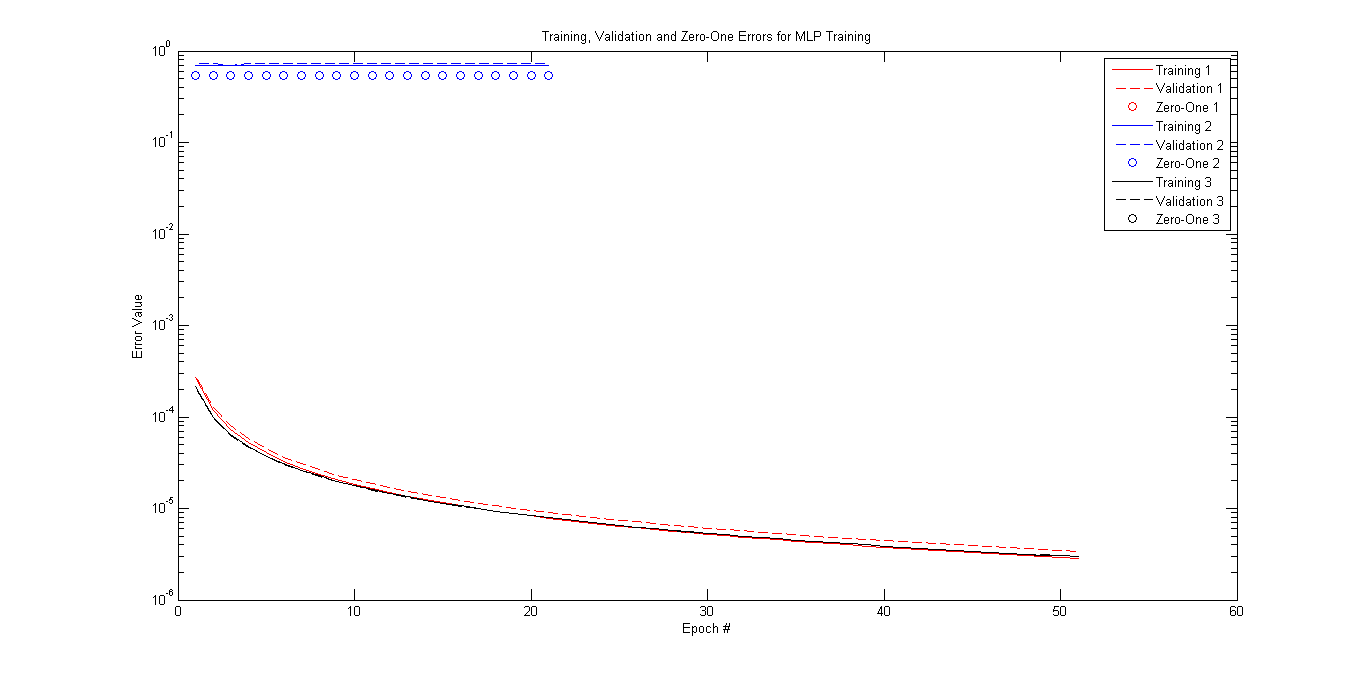 Training, Validation and Zero-One Errors for MLP Training
10^0
10^-1
10^-2
10^-3
10^-4
10^-5
10^-6
Error Value
0 10 20 30 40 50 60
Epoch #
Training 1
Validation 1
Zero-One 1
Training 2
Validation 2
Zero-One 2
Training 3
Validation 3
Zero-One 3